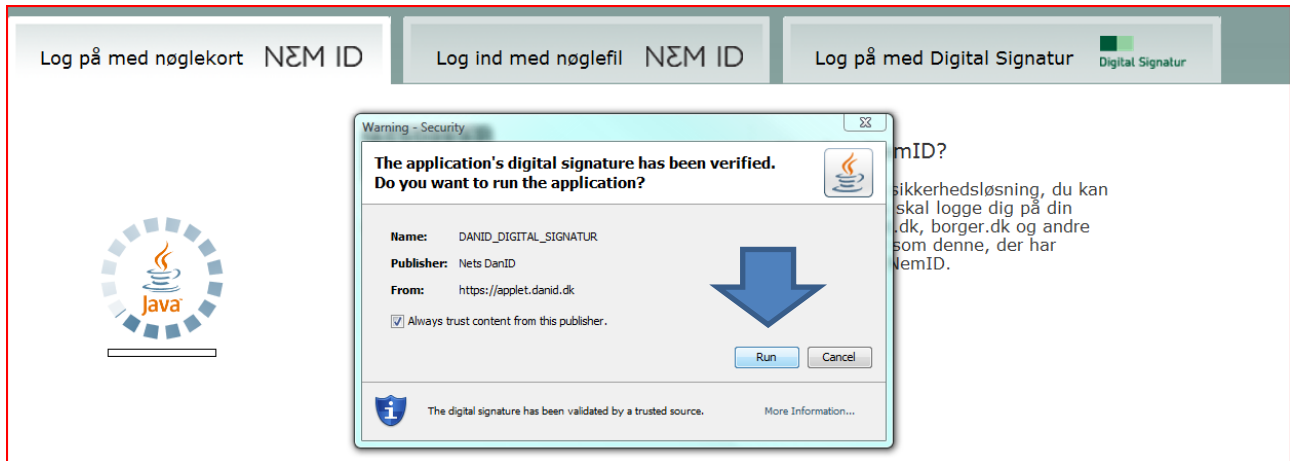 Log på med nøglekort NEM ID
Log ind med nøglefil NEM ID
Log på med Digital Signatur Digital Signatur
Warning - Security
The application's digital signature has been verified.
Do you want to run the application?
Name: DANID_DIGITAL_SIGNATUR
Publisher: Nets DanID
From: https://applet.danid.dk
Always trust content from this publisher.
Run Cancel
The digital signature has been validated by a trusted source. More Information...
Java
mID?
sikkerhedsløsning, du kan
skal logge dig på din
.dk, borger.dk og andre
som denne, der har
NemID.